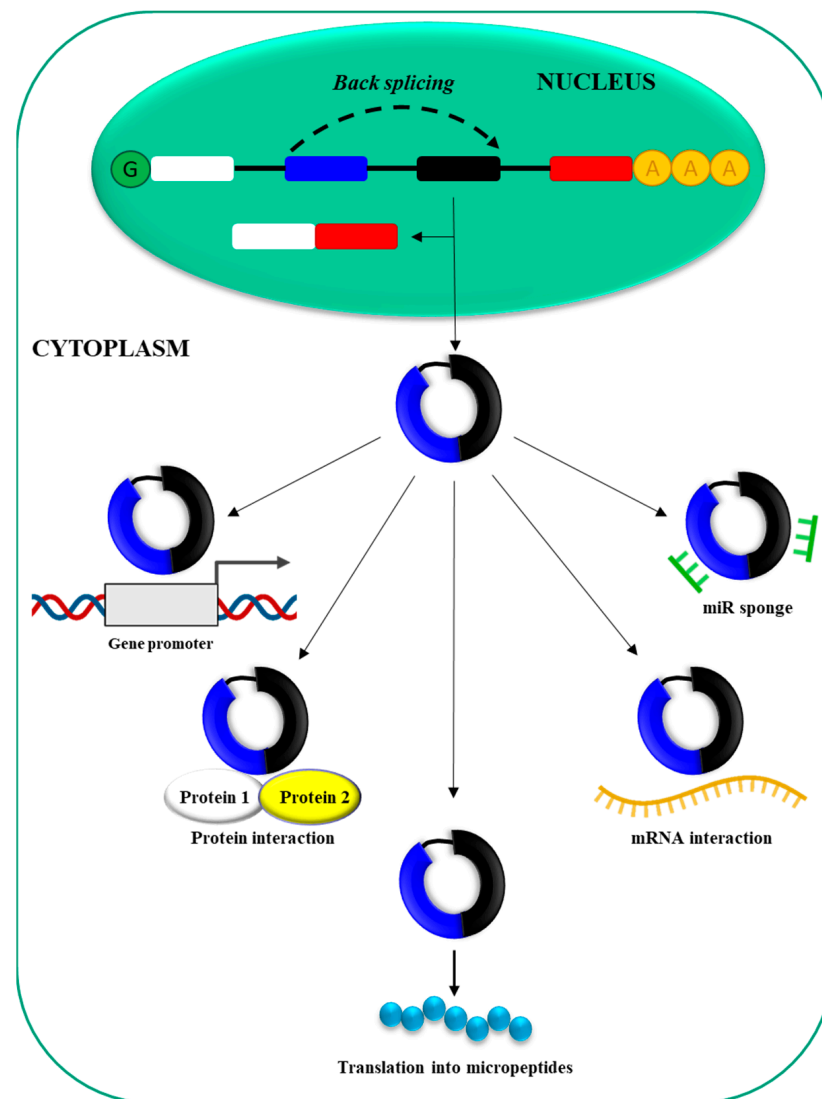 Back splicing
NUCLEUS
G
A A A
CYTOPLASM
miR sponge
Gene promoter
Protein 1
Protein 2
Protein interaction
mRNA interaction
Translation into micropeptides